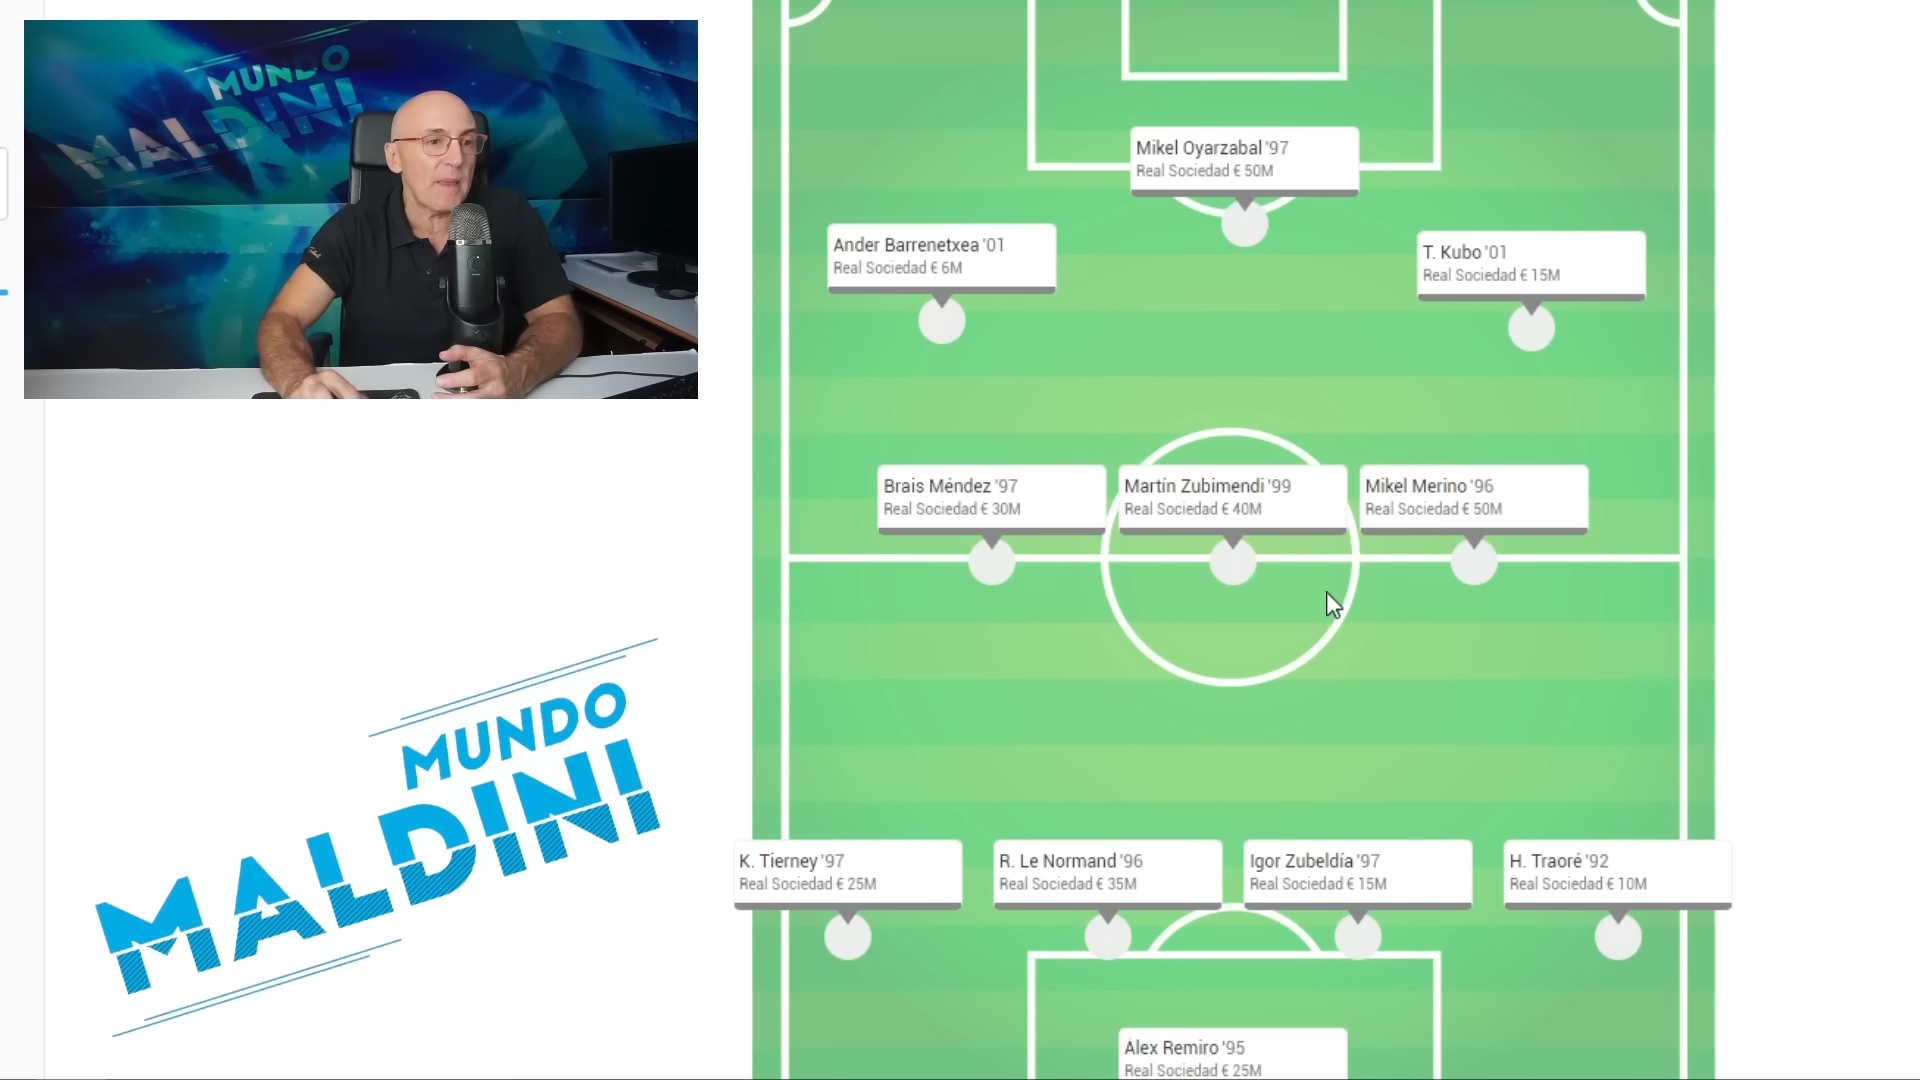 MUNDO
MALDINI
Mikel Oyarzabal '97
Real Sociedad € 50M
Ander Barrenetxea '01
Real Sociedad € 6M
T. Kubo '01
Real Sociedad € 15M
Brais Méndez '97
Real Sociedad € 30M
Martín Zubimendi '99
Real Sociedad € 40M
Mikel Merino '96
Real Sociedad € 50M
MUNDO
MALDINI
K. Tierney '97
Real Sociedad € 25M
R. Le Normand '96
Real Sociedad € 35M
Igor Zubeldía '97
Real Sociedad € 15M
H. Traoré '92
Real Sociedad € 10M
Álex Remiro '95
Real Sociedad € 25M